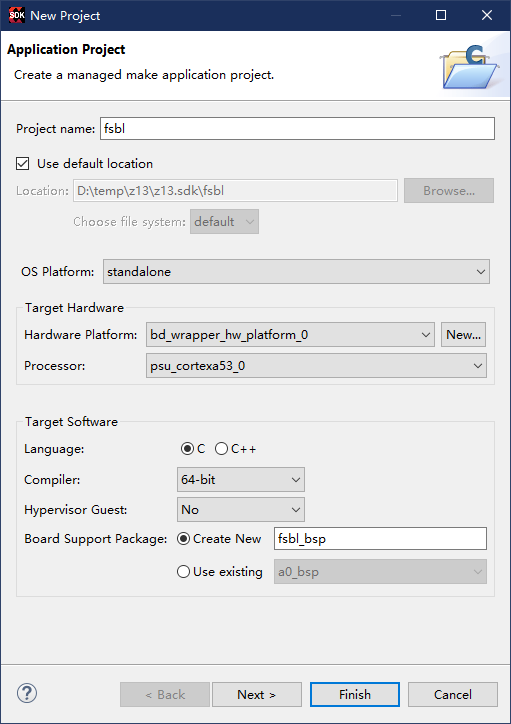 SDK New Project
Application Project
Create a managed make application project.
C
Project name: fsbl
Use default location
Location: D:\temp\z13\z13.sdk\fsbl Browse...
Choose file system: default
OS Platform: standalone
Target Hardware
Hardware Platform: bd_wrapper_hw_platform_0 New...
Processor: psu_cortexa53_0
Target Software
Language: C C++
Compiler: 64-bit
Hypervisor Guest: No
Board Support Package: Create New fsbl_bsp
Use existing a0_bsp
? < Back Next > Finish Cancel